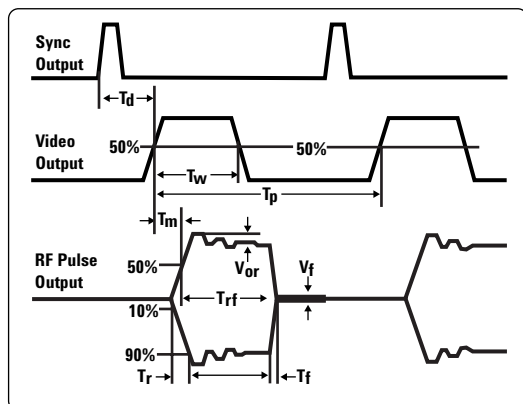 Sync
Output
Td
Video
Output
50%
50%
Tw
Tp
Tm
RF Pulse
Output
50%
Vor
Vf
Trf
10%
90%
Tr
Tf